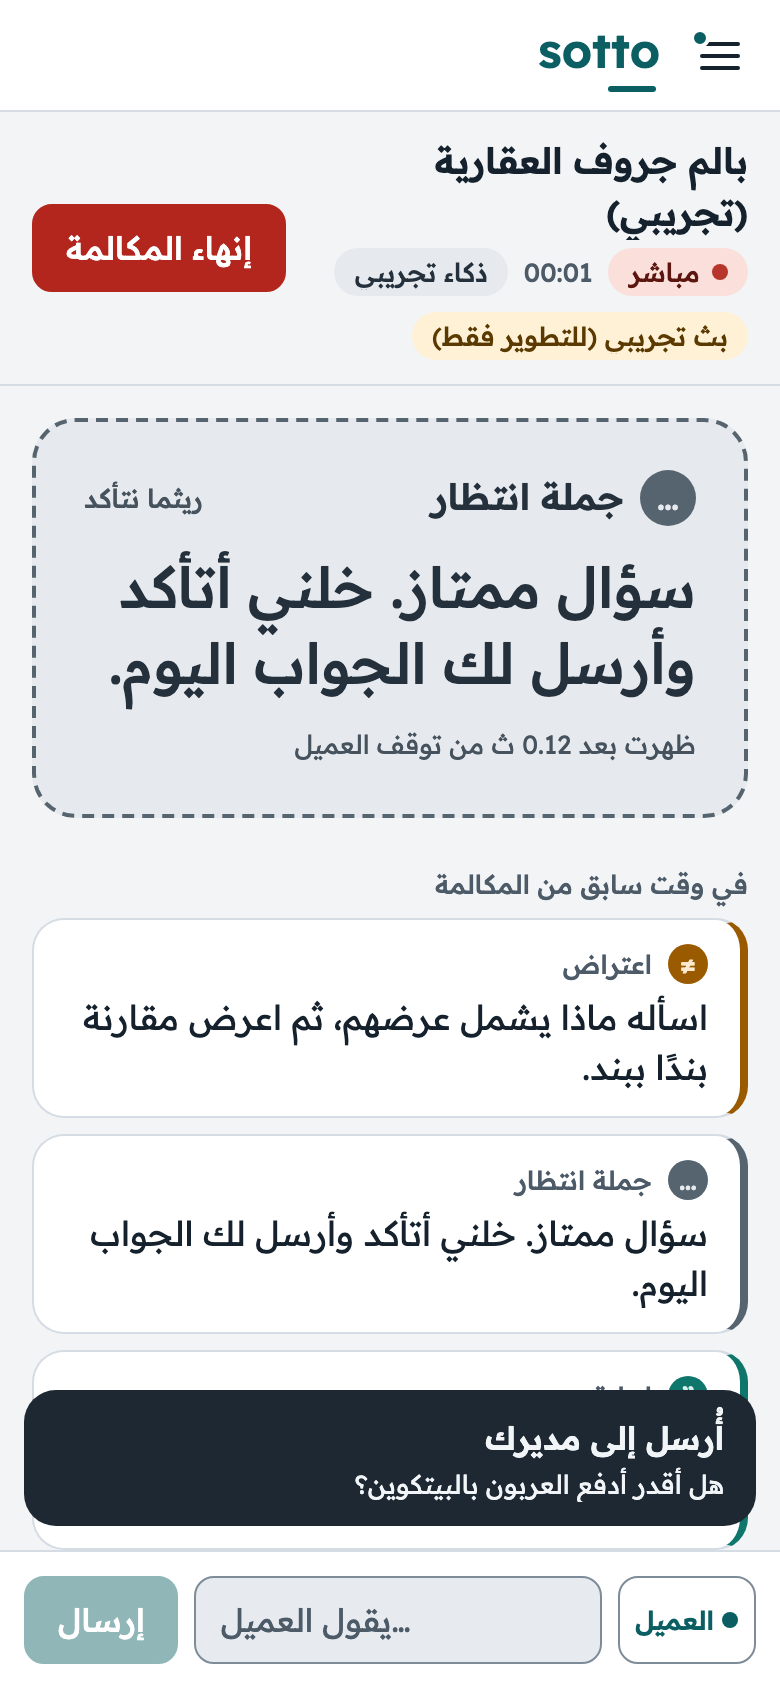 sotto
بالم جروف العقارية
(تجريبي)
مباشر
00:01
ذكاء تجريبي
بث تجريبي (للتطوير فقط)
إنهاء المكالمة
جملة انتظار
ريثما نتأكد
سؤال ممتاز. خلني أتأكد
وأرسل لك الجواب اليوم.
ظهرت بعد 0.12 ث من توقف العميل
في وقت سابق من المكالمة
≠ اعتراض
اسأله ماذا يشمل عرضهم، ثم اعرض مقارنة
بندًا ببند.
... جملة انتظار
سؤال ممتاز. خلني أتأكد وأرسل لك الجواب
اليوم.
أُرسل إلى مديرك
هل أقدر أدفع العربون بالبيتكوين؟
العميل
يقول العميل...
إرسال